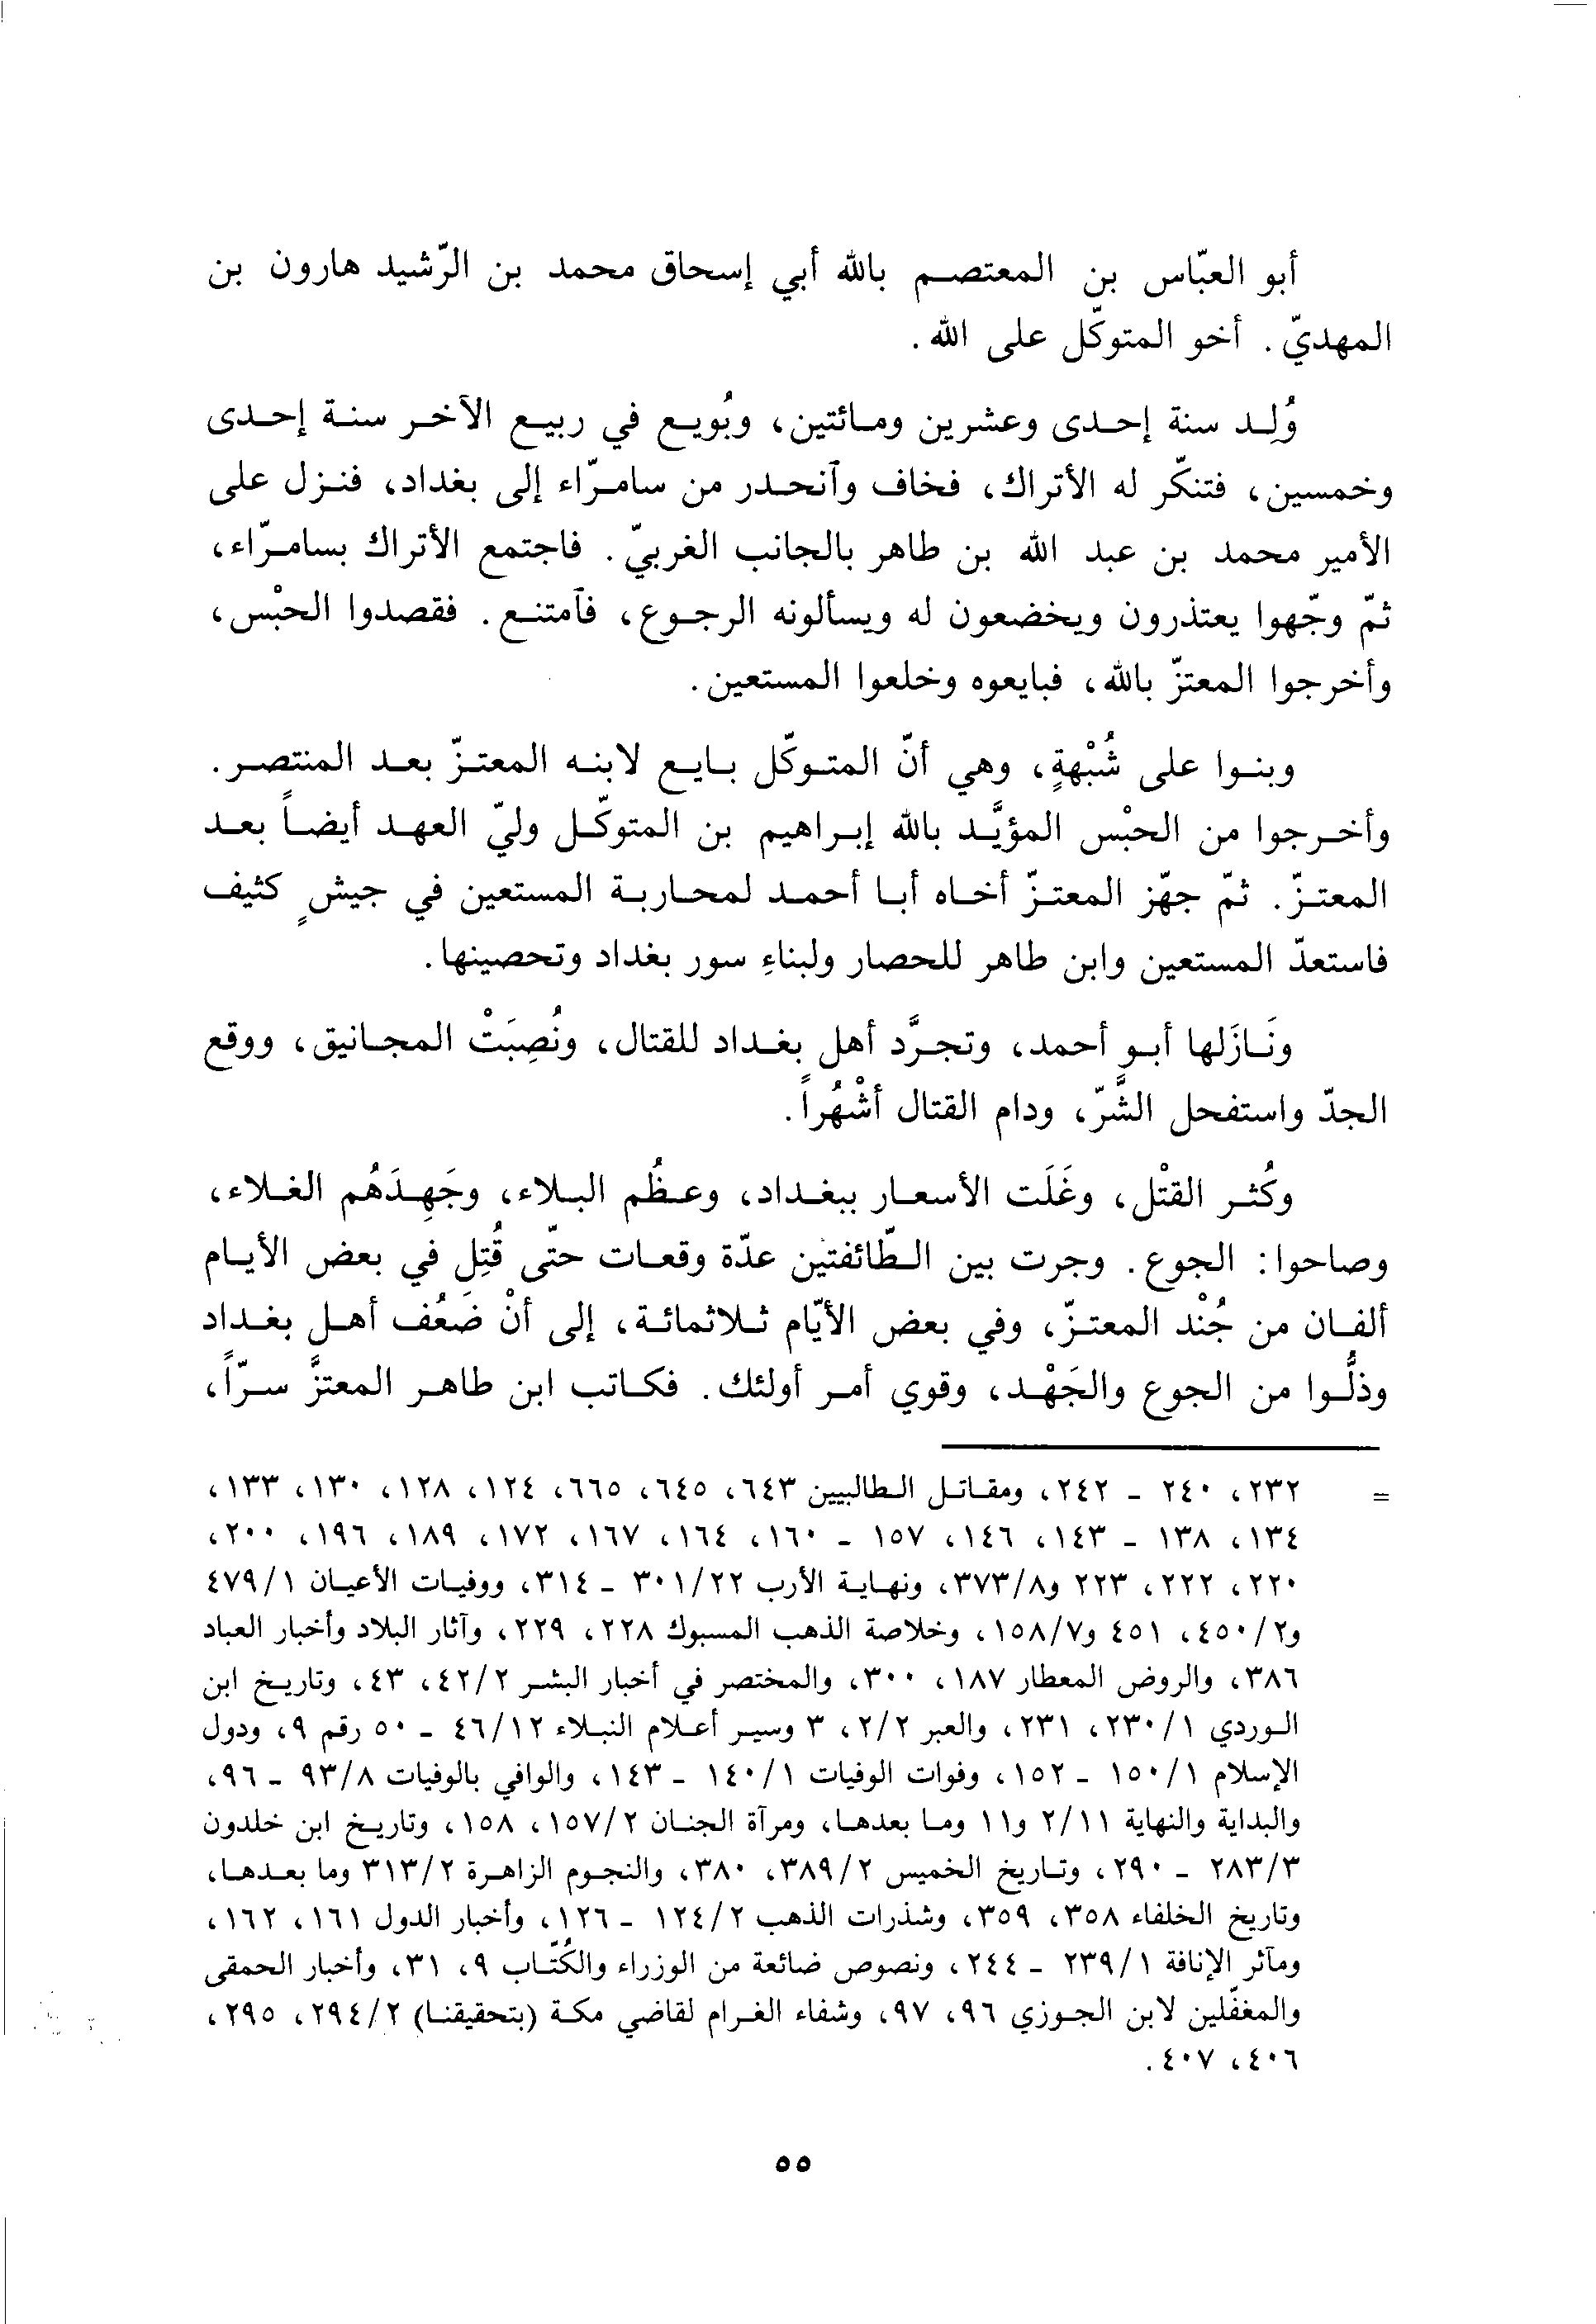 أبو العبّاس بن المعتصم بالله أبي إسحاق محمد بن الرّشيد هارون بن
المهديّ. أخو المتوكّل على الله.
وُلِد سنة إحدى وعشرين ومائتين، وبُويع في ربيع الآخر سنة إحدى
وخمسين، فتنكّر له الأتراك، فخاف وآنحدر من سامرّاء إلى بغداد، فنزل على
الأمير محمد بن عبد الله بن طاهر بالجانب الغربيّ. فاجتمع الأتراك بسامرّاء،
ثمّ وجّهوا يعتذرون ويخضعون له ويسألونه الرجوع، فآمتنع. فقصدوا الحبْس،
وأخرجوا المعتزّ بالله، فبايعوه وخلعوا المستعين.
وبنوا على شُبْهةٍ، وهي أنّ المتوكّل بايع لابنه المعتزّ بعد المنتصر.
وأخرجوا من الحبْس المؤيَّد بالله إبراهيم بن المتوكّل وليّ العهد أيضاً بعد
المعتزّ. ثمّ جهّز المعتزّ أخاه أبا أحمد لمحاربة المستعين في جيشٍ كثيف
فاستعدّ المستعين وابن طاهر للحصار ولبناءِ سور بغداد وتحصينها.
ونَازَلها أبو أحمد، وتجرَّد أهل بغداد للقتال، ونُصِبَتْ المجانيق، ووقع
الجدّ واستفحل الشَّرّ، ودام القتال أشْهُراً.
وكُثر القتْل، وغَلَت الأسعار ببغداد، وعظُم البلاء، وجَهِدَهُم الغلاء،
وصاحوا: الجوع. وجرت بين الطّائفتين عدّة وقعات حتّى قُتِل في بعض الأيام
ألفان من جُنْد المعتزّ، وفي بعض الأيّام ثلاثمائة، إلى أنْ ضَعُف أهل بغداد
وذلُّوا من الجوع والجَهْد، وقوي أمر أولئك. فكاتب ابن طاهر المعتزَّ سرّاً،
= ٢٣٢، ٢٤٠ - ٢٤٢، ومقاتل الطالبيين ٦٤٣، ٦٤٥، ٦٦٥، ١٢٤، ١٢٨، ١٣٠، ١٣٣،
١٣٤، ١٣٨ - ١٤٣، ١٤٦، ١٥٧ - ١٦٠، ١٦٤، ١٦٧، ١٧٢، ١٨٩، ١٩٦، ٢٠٠،
٢٢٠، ٢٢٢، ٢٢٣ و٣٧٣/٨، ونهاية الأرب ٣٠١/٢٢ - ٣١٤، ووفيات الأعيان ٤٧٩/١
و٤٥٠/٢، ٤٥١ و١٥٨/٧، وخلاصة الذهب المسبوك ٢٢٨، ٢٢٩، وآثار البلاد وأخبار العباد
٣٨٦، والروض المعطار ١٨٧، ٣٠٠، والمختصر في أخبار البشر ٤٢/٢، ٤٣، وتاريخ ابن
الوردي ٢٣٠/١، ٢٣١، والعبر ٢/٢، ٣ وسير أعلام النبلاء ٤٦/١٢ - ٥٠ رقم ٩، ودول
الإسلام ١٥٠/١ - ١٥٢، وفوات الوفيات ١٤٠/١ - ١٤٣، والوافي بالوفيات ٩٣/٨ - ٩٦،
والبداية والنهاية ٢/١١ و١١ وما بعدها، ومرآة الجنان ١٥٧/٢، ١٥٨، وتاريخ ابن خلدون
٢٨٣/٣ - ٢٩٠، وتاريخ الخميس ٣٨٩/٢، ٣٨٠، والنجوم الزاهرة ٣١٣/٢ وما بعدها،
وتاريخ الخلفاء ٣٥٨، ٣٥٩، وشذرات الذهب ١٢٤/٢ - ١٢٦، وأخبار الدول ١٦١، ١٦٢،
ومآثر الإنافة ٢٣٩/١ - ٢٤٤، ونصوص ضائعة من الوزراء والكُتّاب ٩، ٣١، وأخبار الحمقى
والمغفّلين لابن الجوزي ٩٦، ٩٧، وشفاء الغرام لقاضي مكة (بتحقيقنا) ٢٩٤/٢، ٢٩٥،
٤٠٦، ٤٠٧.
٥٥